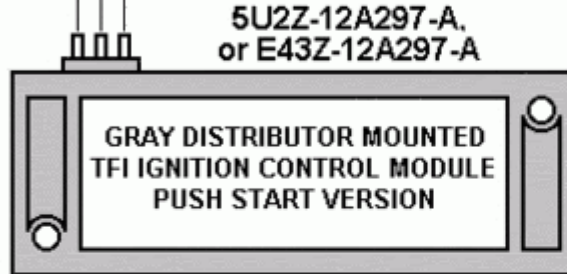 5U2Z-12A297-A,
or E43Z-12A297-A
GRAY DISTRIBUTOR MOUNTED
TFI IGNITION CONTROL MODULE
PUSH START VERSION